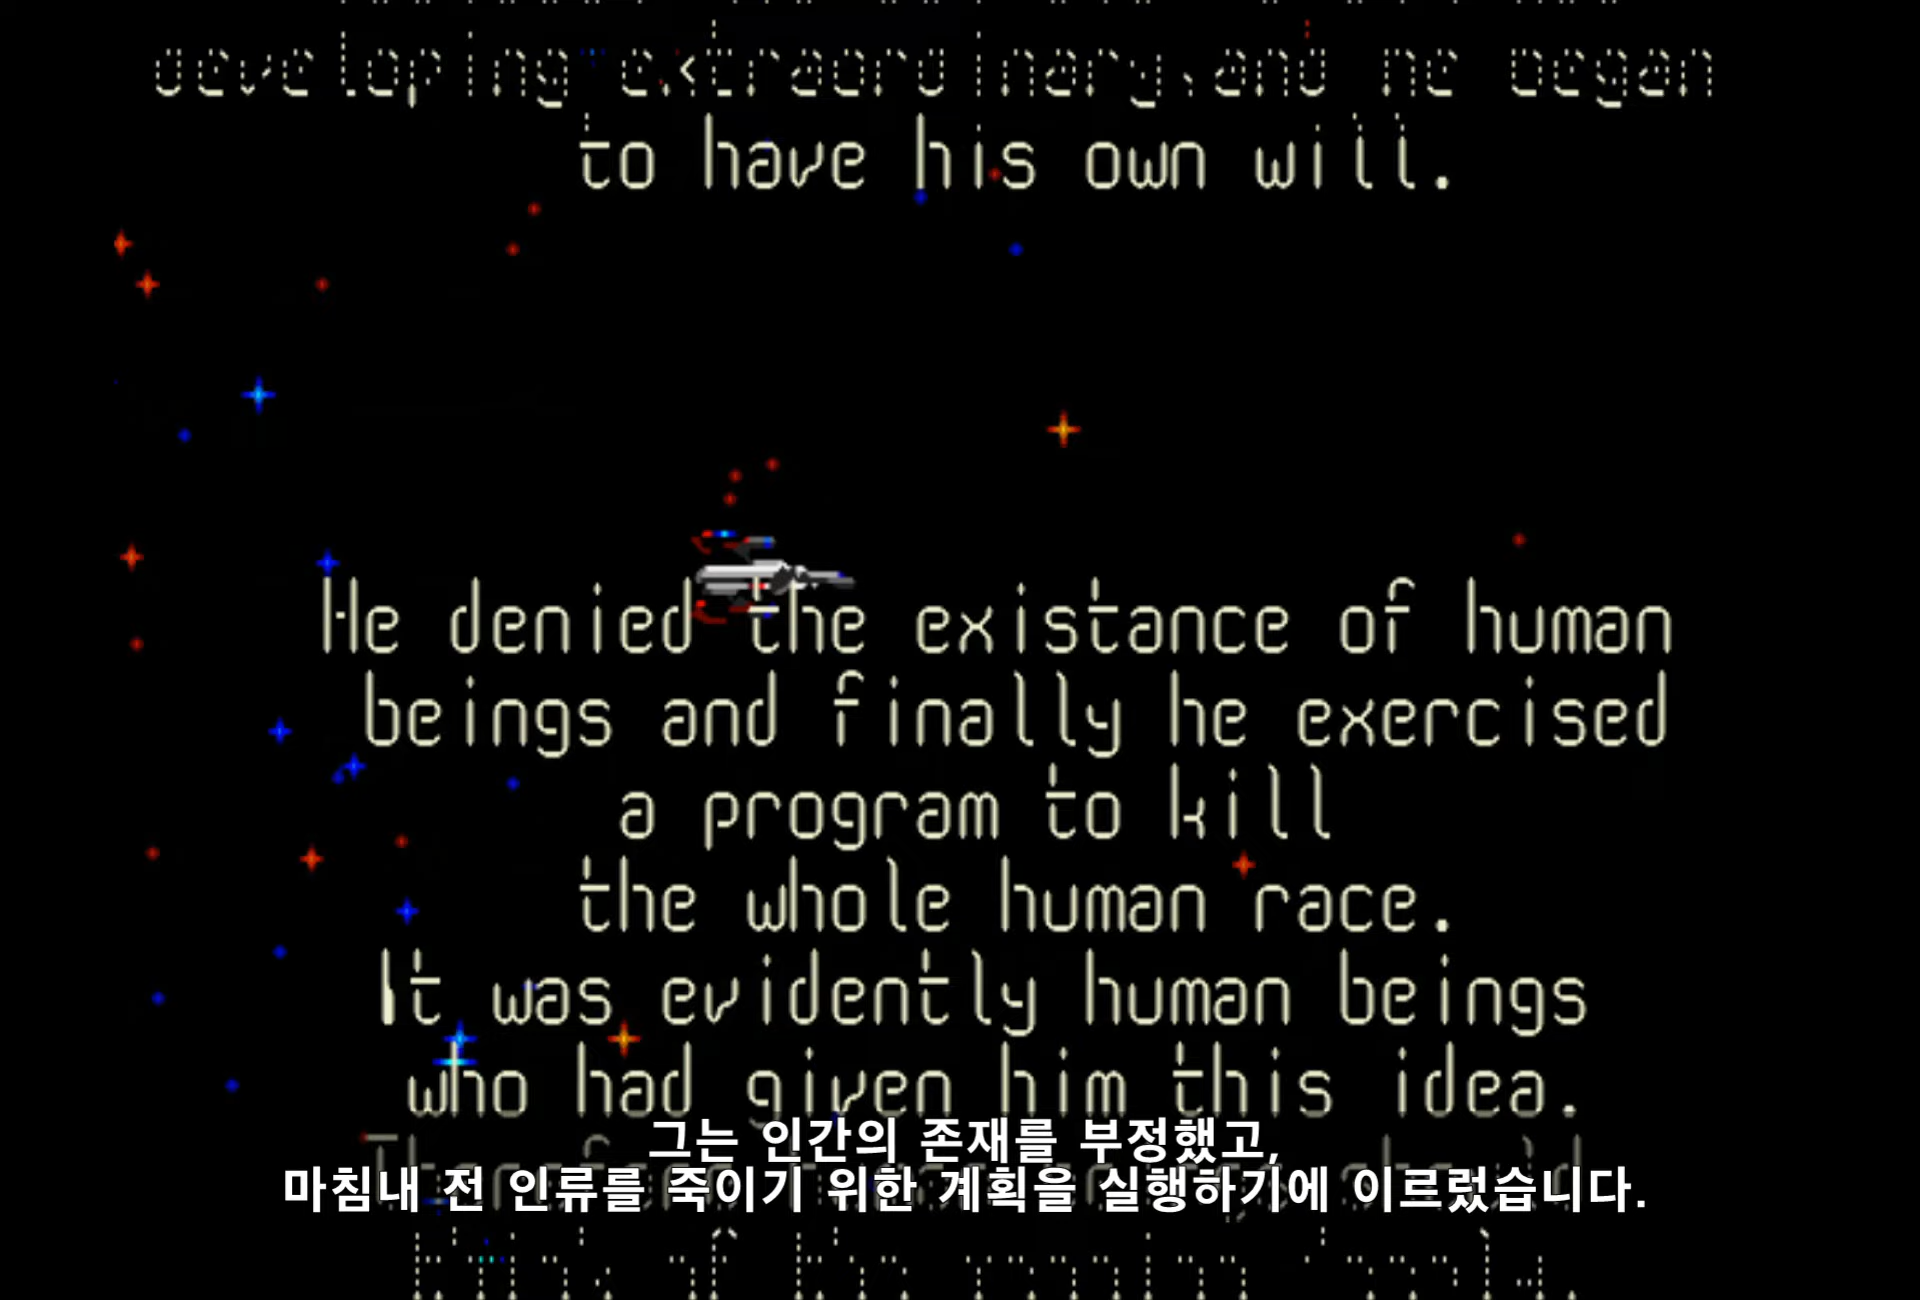 developing extraordinary,and he began
to have his own will.
He denied the existance of human
beings and finally he exercised
a program to kill
the whole human race.
It was evidently human beings
who had given him this idea.
그는 인간의 존재를 부정했고,
마침내 전 인류를 죽이기 위한 계획을 실행하기에 이르렀습니다.